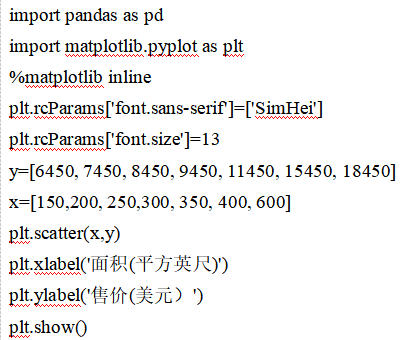 import pandas as pd
import matplotlib.pyplot as plt
%matplotlib inline
plt.rcParams['font.sans-serif']=['SimHei']
plt.rcParams['font.size']=13
y=[6450, 7450, 8450, 9450, 11450, 15450, 18450]
x=[150,200, 250,300, 350, 400, 600]
plt.scatter(x,y)
plt.xlabel('面积(平方英尺)')
plt.ylabel('售价(美元）')
plt.show()